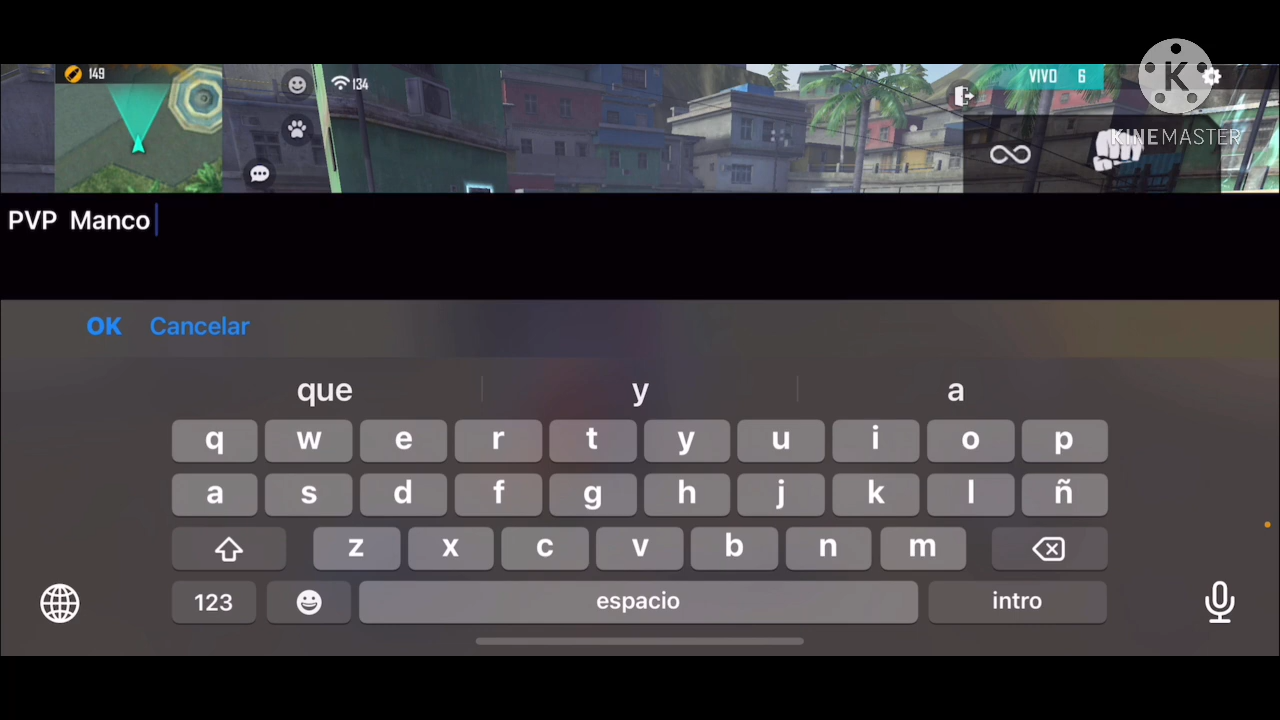 149
134
VIVO 6
K
KINEMASTER
PVP Manco
OK Cancelar
que y a
q w e r t y u i o p
a s d f g h j k l ñ
z x c v b n m
123 espacio intro